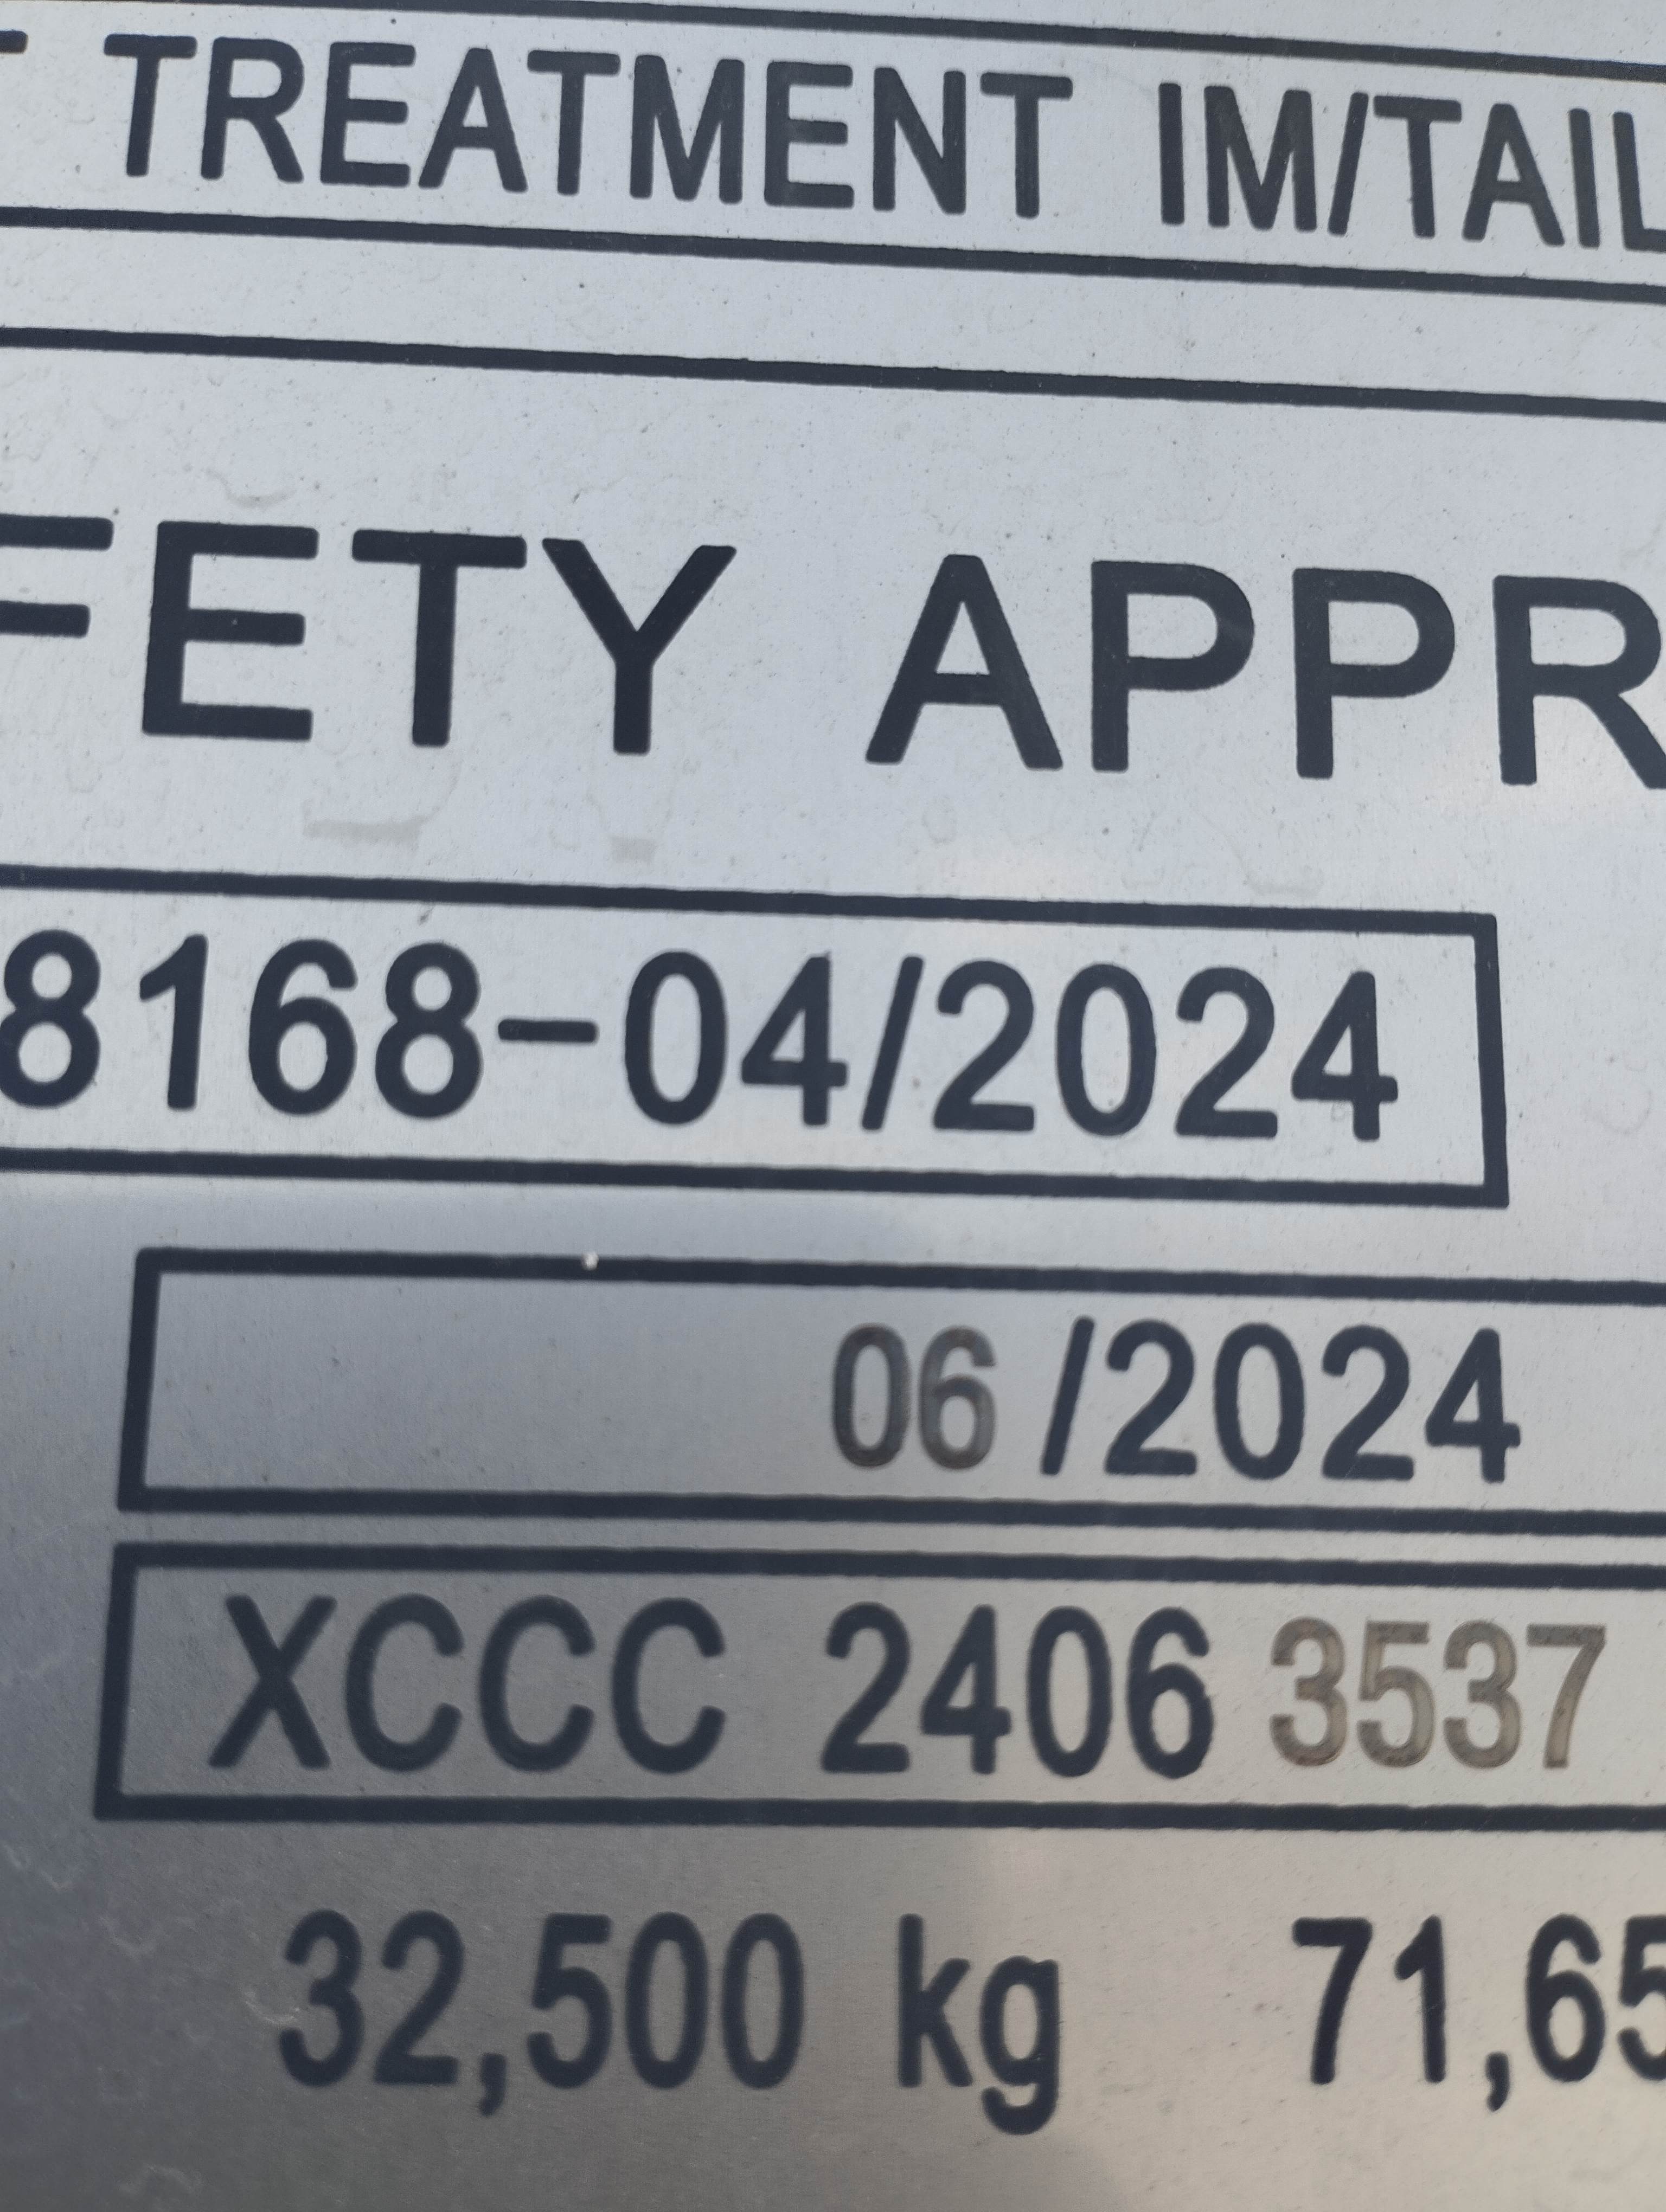 TREATMENT IM/TAIL
FETY APPR
8168-04/2024
06 /2024
XCCC 2406 3537
32,500 kg 71,65